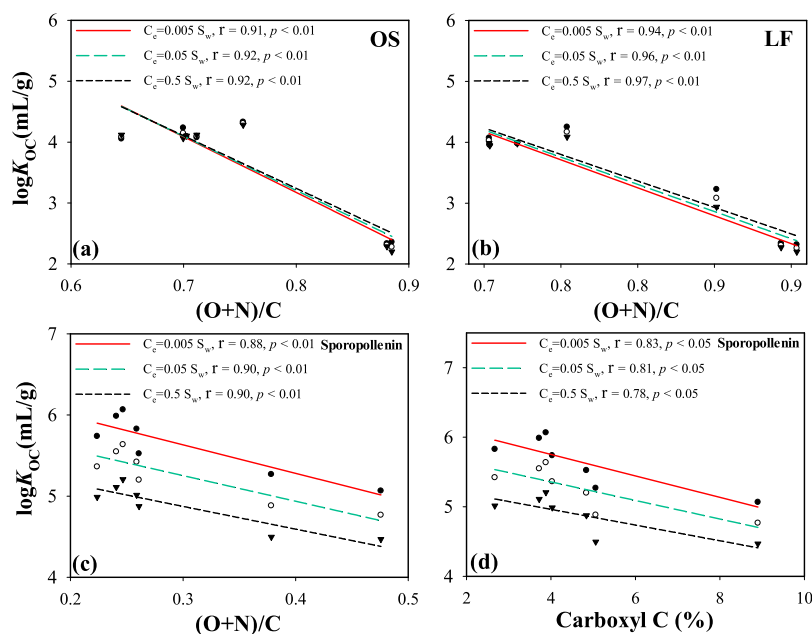 6
C_e=0.005 S_w, r = 0.91, p < 0.01
OS
C_e=0.05 S_w, r = 0.92, p < 0.01
5
C_e=0.5 S_w, r = 0.92, p < 0.01
4
3
2
logK_OC(mL/g)
(a)
0.6 0.7 0.8 0.9
(O+N)/C
6
C_e=0.005 S_w, r = 0.94, p < 0.01
LF
C_e=0.05 S_w, r = 0.96, p < 0.01
5
C_e=0.5 S_w, r = 0.97, p < 0.01
4
3
2
(b)
0.7 0.8 0.8 0.9 0.9
(O+N)/C
7
C_e=0.005 S_w, r = 0.88, p < 0.01 Sporopollenin
C_e=0.05 S_w, r = 0.90, p < 0.01
C_e=0.5 S_w, r = 0.90, p < 0.01
6
5
4
logK_OC(mL/g)
(c)
0.2 0.3 0.4 0.5
(O+N)/C
C_e=0.005 S_w, r = 0.83, p < 0.05 Sporopollenin
7
C_e=0.05 S_w, r = 0.81, p < 0.05
C_e=0.5 S_w, r = 0.78, p < 0.05
6
5
4
(d)
2 4 6 8 10
Carboxyl C (%)